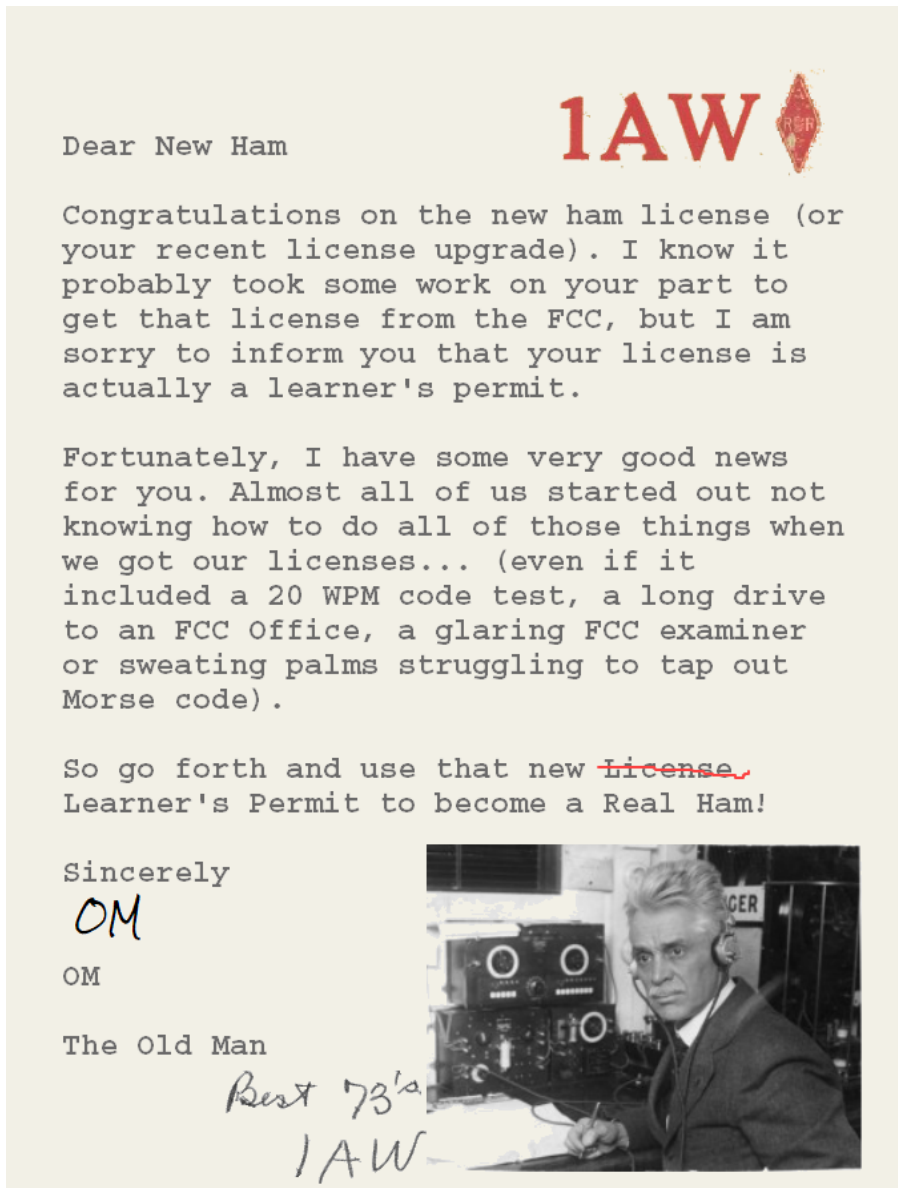 1AW
Dear New Ham
Congratulations on the new ham license (or
your recent license upgrade). I know it
probably took some work on your part to
get that license from the FCC, but I am
sorry to inform you that your license is
actually a learner's permit.
Fortunately, I have some very good news
for you. Almost all of us started out not
knowing how to do all of those things when
we got our licenses... (even if it
included a 20 WPM code test, a long drive
to an FCC Office, a glaring FCC examiner
or sweating palms struggling to tap out
Morse code).
So go forth and use that new License,
Learner's Permit to become a Real Ham!
Sincerely
OM
OM
The Old Man
Best 73's
1AW
GER